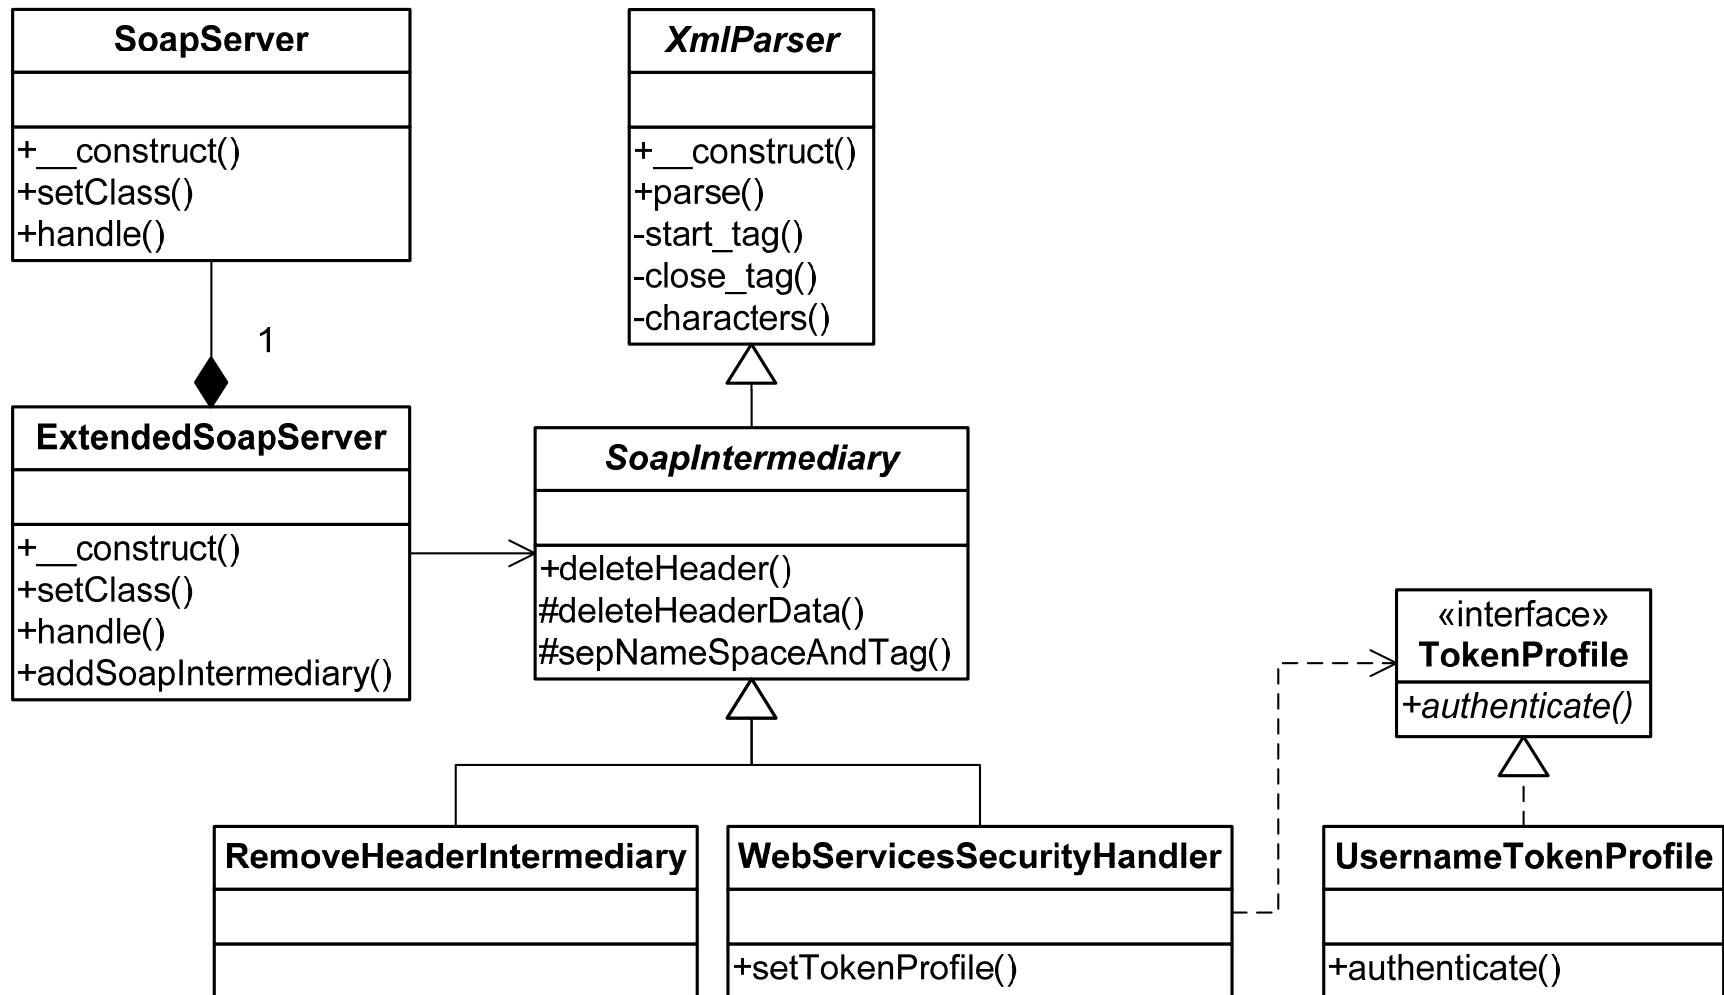 SoapServer
+__construct()
+setClass()
+handle()
1
XmlParser
+__construct()
+parse()
-start_tag()
-close_tag()
-characters()
ExtendedSoapServer
+__construct()
+setClass()
+handle()
+addSoapIntermediary()
SoapIntermediary
+deleteHeader()
#deleteHeaderData()
#sepNameSpaceAndTag()
«interface»
TokenProfile
+authenticate()
RemoveHeaderIntermediary
WebServicesSecurityHandler
+setTokenProfile()
UsernameTokenProfile
+authenticate()